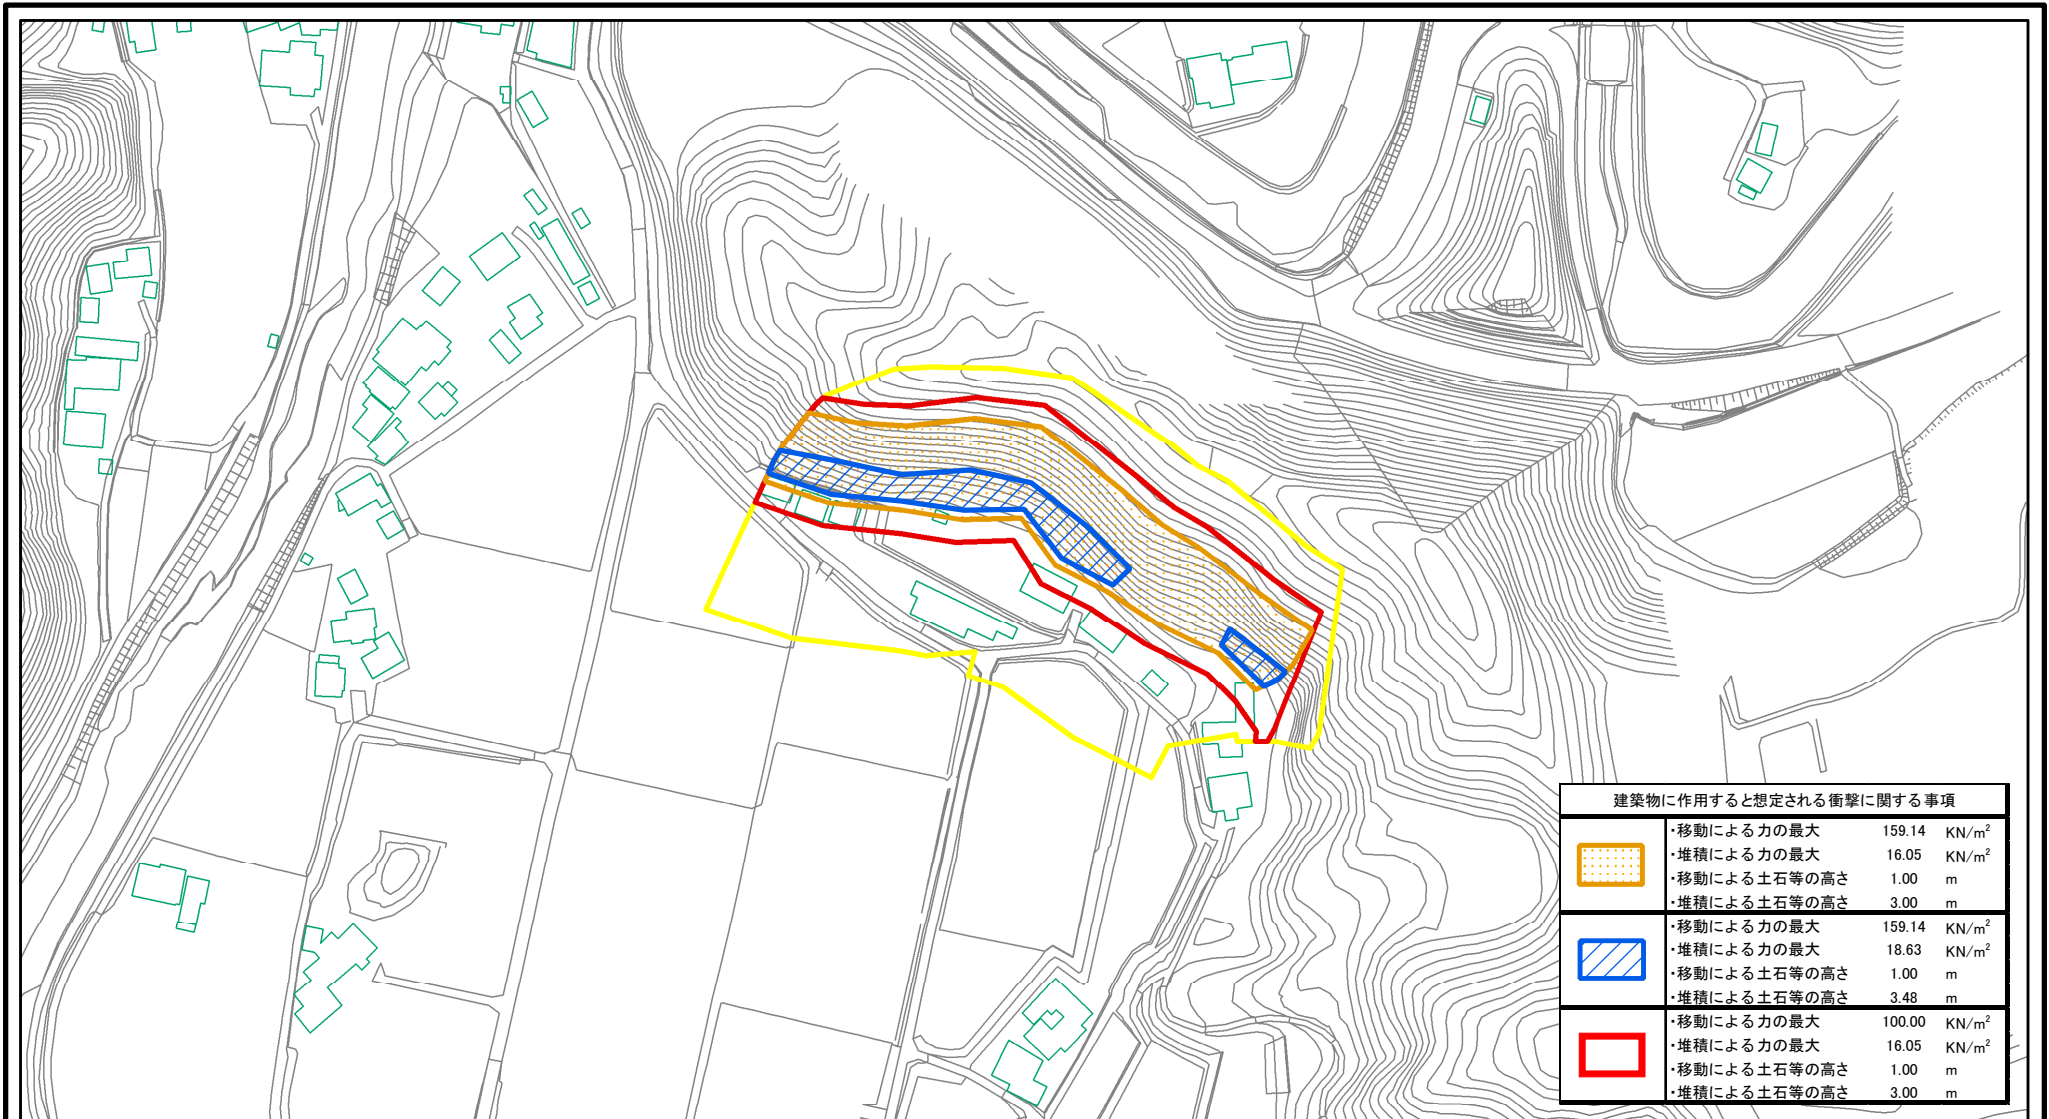 建築物に作用すると想定される衝撃に関する事項
・移動による力の最大 159.14 KN/m²
・堆積による力の最大 16.05 KN/m²
・移動による土石等の高さ 1.00 m
・堆積による土石等の高さ 3.00 m
・移動による力の最大 159.14 KN/m²
・堆積による力の最大 18.63 KN/m²
・移動による土石等の高さ 1.00 m
・堆積による土石等の高さ 3.48 m
・移動による力の最大 100.00 KN/m²
・堆積による力の最大 16.05 KN/m²
・移動による土石等の高さ 1.00 m
・堆積による土石等の高さ 3.00 m